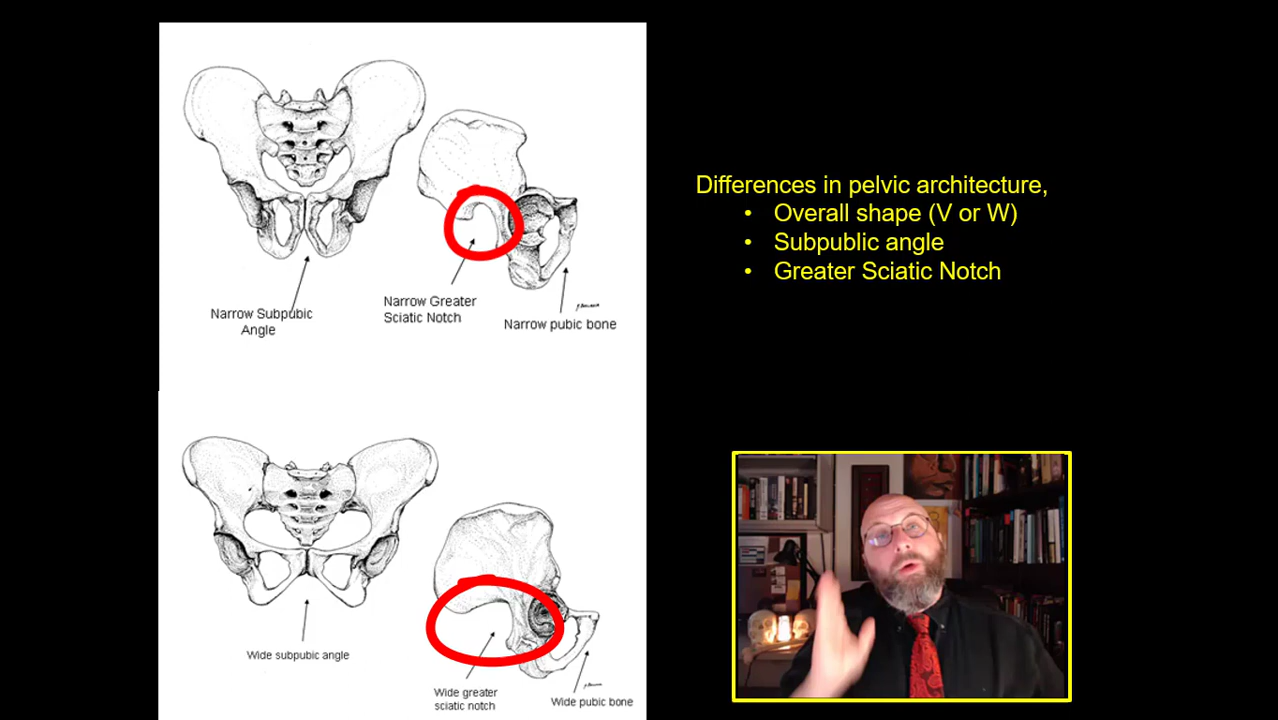 Differences in pelvic architecture,
• Overall shape (V or W)
• Subpublic angle
• Greater Sciatic Notch
Narrow Subpubic
Angle
Narrow Greater
Sciatic Notch
Narrow pubic bone
Wide subpubic angle
Wide greater
sciatic notch
Wide pubic bone